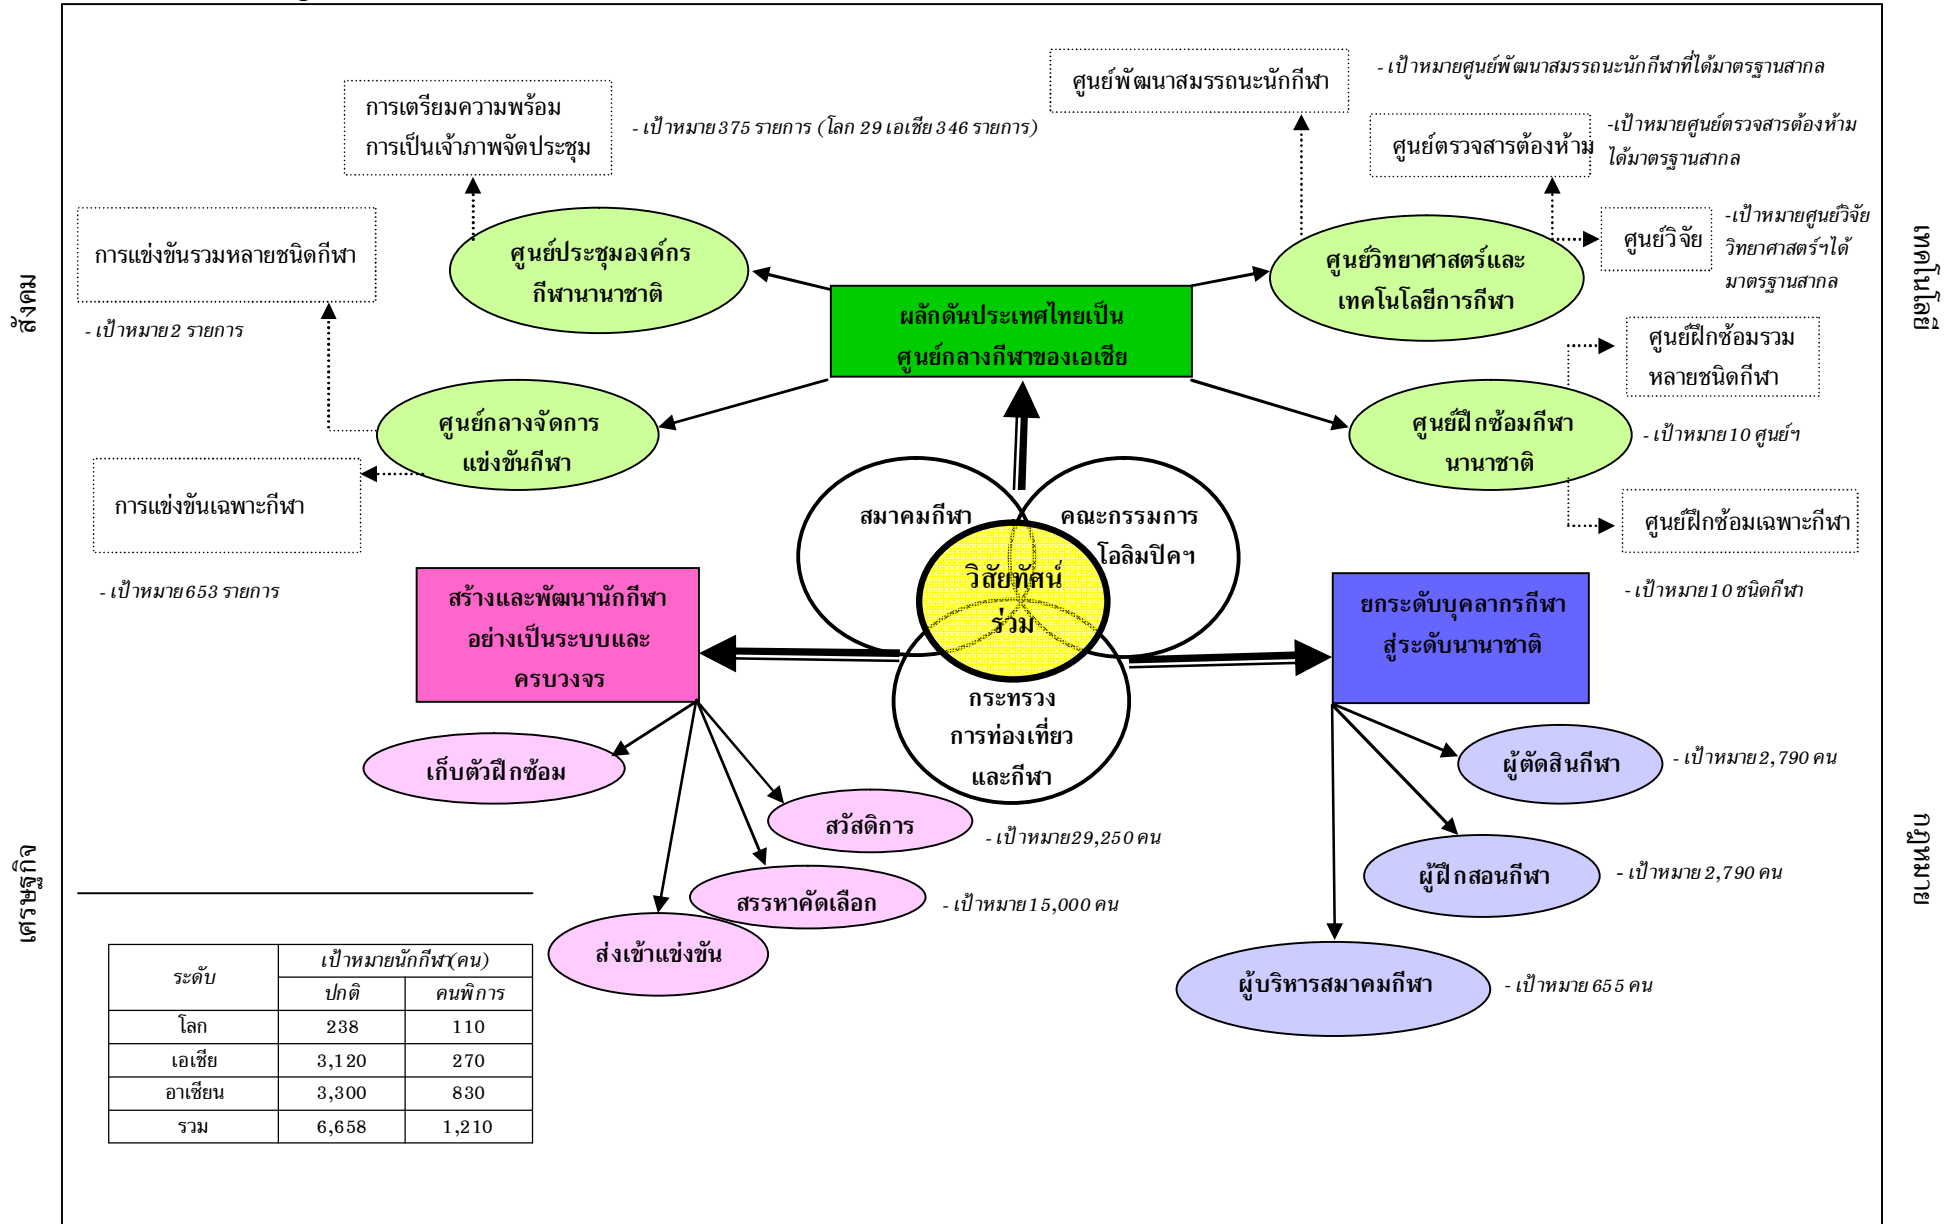 ศูนย์พัฒนาสมรรถนะนักกีฬา
- เป้าหมายศูนย์พัฒนาสมรรถนะนักกีฬาที่ได้มาตรฐานสากล
การเตรียมความพร้อม
การเป็นเจ้าภาพจัดประชุม
- เป้าหมาย 375 รายการ (โลก 29 เอเชีย 346 รายการ)
ศูนย์ตรวจสารต้องห้าม
-เป้าหมายศูนย์ตรวจสารต้องห้าม
ได้มาตรฐานสากล
การแข่งขันรวมหลายชนิดกีฬา
- เป้าหมาย 2 รายการ
ศูนย์ประชุมองค์กร
กีฬานานาชาติ
ศูนย์วิทยาศาสตร์และ
เทคโนโลยีการกีฬา
ศูนย์วิจัย
-เป้าหมายศูนย์วิจัย
วิทยาศาสตร์ฯได้
มาตรฐานสากล
สังคม
เทคโนโลยี
ผลักดันประเทศไทยเป็น
ศูนย์กลางกีฬาของเอเชีย
ศูนย์ฝึกซ้อมรวม
หลายชนิดกีฬา
ศูนย์กลางจัดการ
แข่งขันกีฬา
ศูนย์ฝึกซ้อมกีฬา
นานาชาติ
- เป้าหมาย 10 ศูนย์ฯ
การแข่งขันเฉพาะกีฬา
- เป้าหมาย 653 รายการ
ศูนย์ฝึกซ้อมเฉพาะกีฬา
- เป้าหมาย 10 ชนิดกีฬา
สมาคมกีฬา
คณะกรรมการ
โอลิมปิคฯ
วิสัยทัศน์
ร่วม
กระทรวง
การท่องเที่ยว
และกีฬา
สร้างและพัฒนานักกีฬา
อย่างเป็นระบบและ
ครบวงจร
ยกระดับบุคลากรกีฬา
สู่ระดับนานาชาติ
เก็บตัวฝึกซ้อม
สวัสดิการ
- เป้าหมาย 29,250 คน
สรรหาคัดเลือก
- เป้าหมาย 15,000 คน
ส่งเข้าแข่งขัน
ผู้ตัดสินกีฬา
- เป้าหมาย 2,790 คน
ผู้ฝึกสอนกีฬา
- เป้าหมาย 2,790 คน
ผู้บริหารสมาคมกีฬา
- เป้าหมาย 655 คน
เศรษฐกิจ
กฎหมาย
ระดับ เป้าหมายนักกีฬา(คน)
ปกติ คนพิการ
โลก 238 110
เอเชีย 3,120 270
อาเซียน 3,300 830
รวม 6,658 1,210